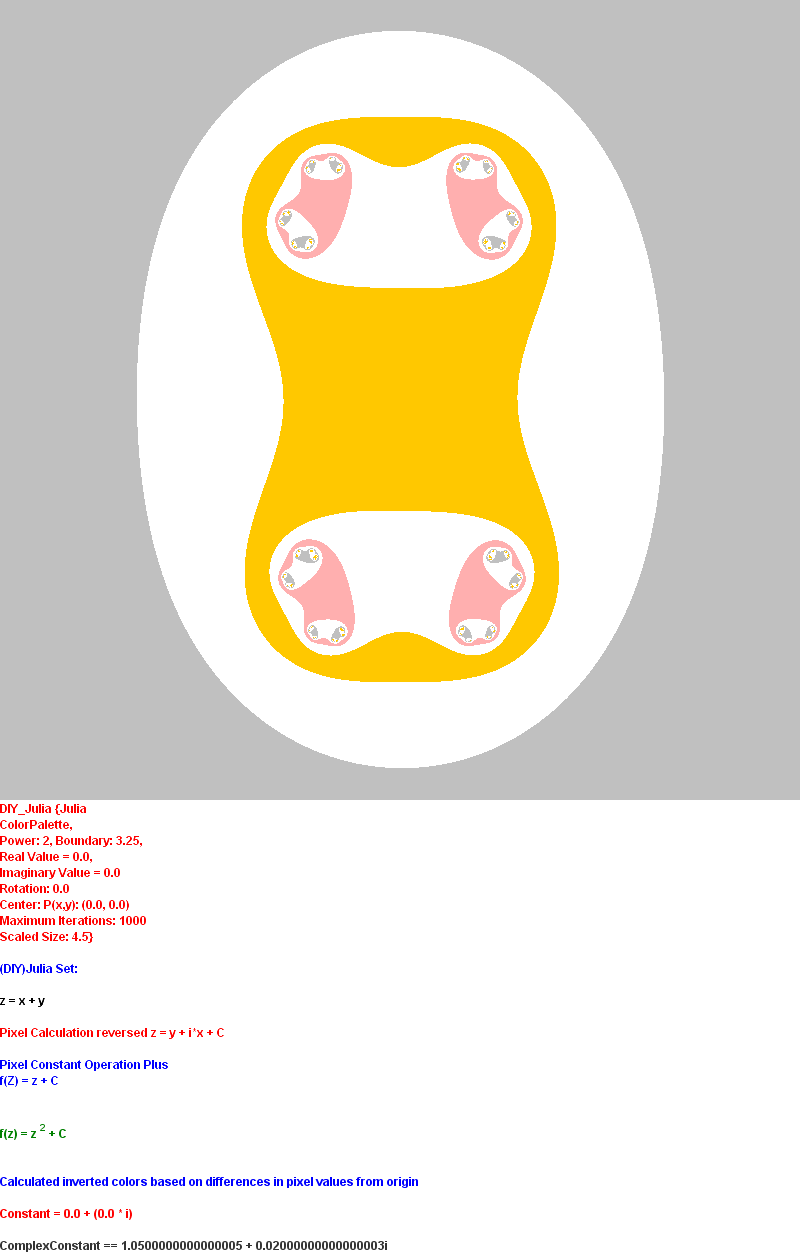 DIY_Julia {Julia
ColorPalette,
Power: 2, Boundary: 3.25,
Real Value = 0.0,
Imaginary Value = 0.0
Rotation: 0.0
Center: P(x,y): (0.0, 0.0)
Maximum Iterations: 1000
Scaled Size: 4.5}
(DIY)Julia Set:
z = x + y
Pixel Calculation reversed z = y + i*x + C
Pixel Constant Operation Plus
f(Z) = z + C
f(z) = z ² + C
Calculated inverted colors based on differences in pixel values from origin
Constant = 0.0 + (0.0 * i)
ComplexConstant == 1.0500000000000005 + 0.02000000000000003i